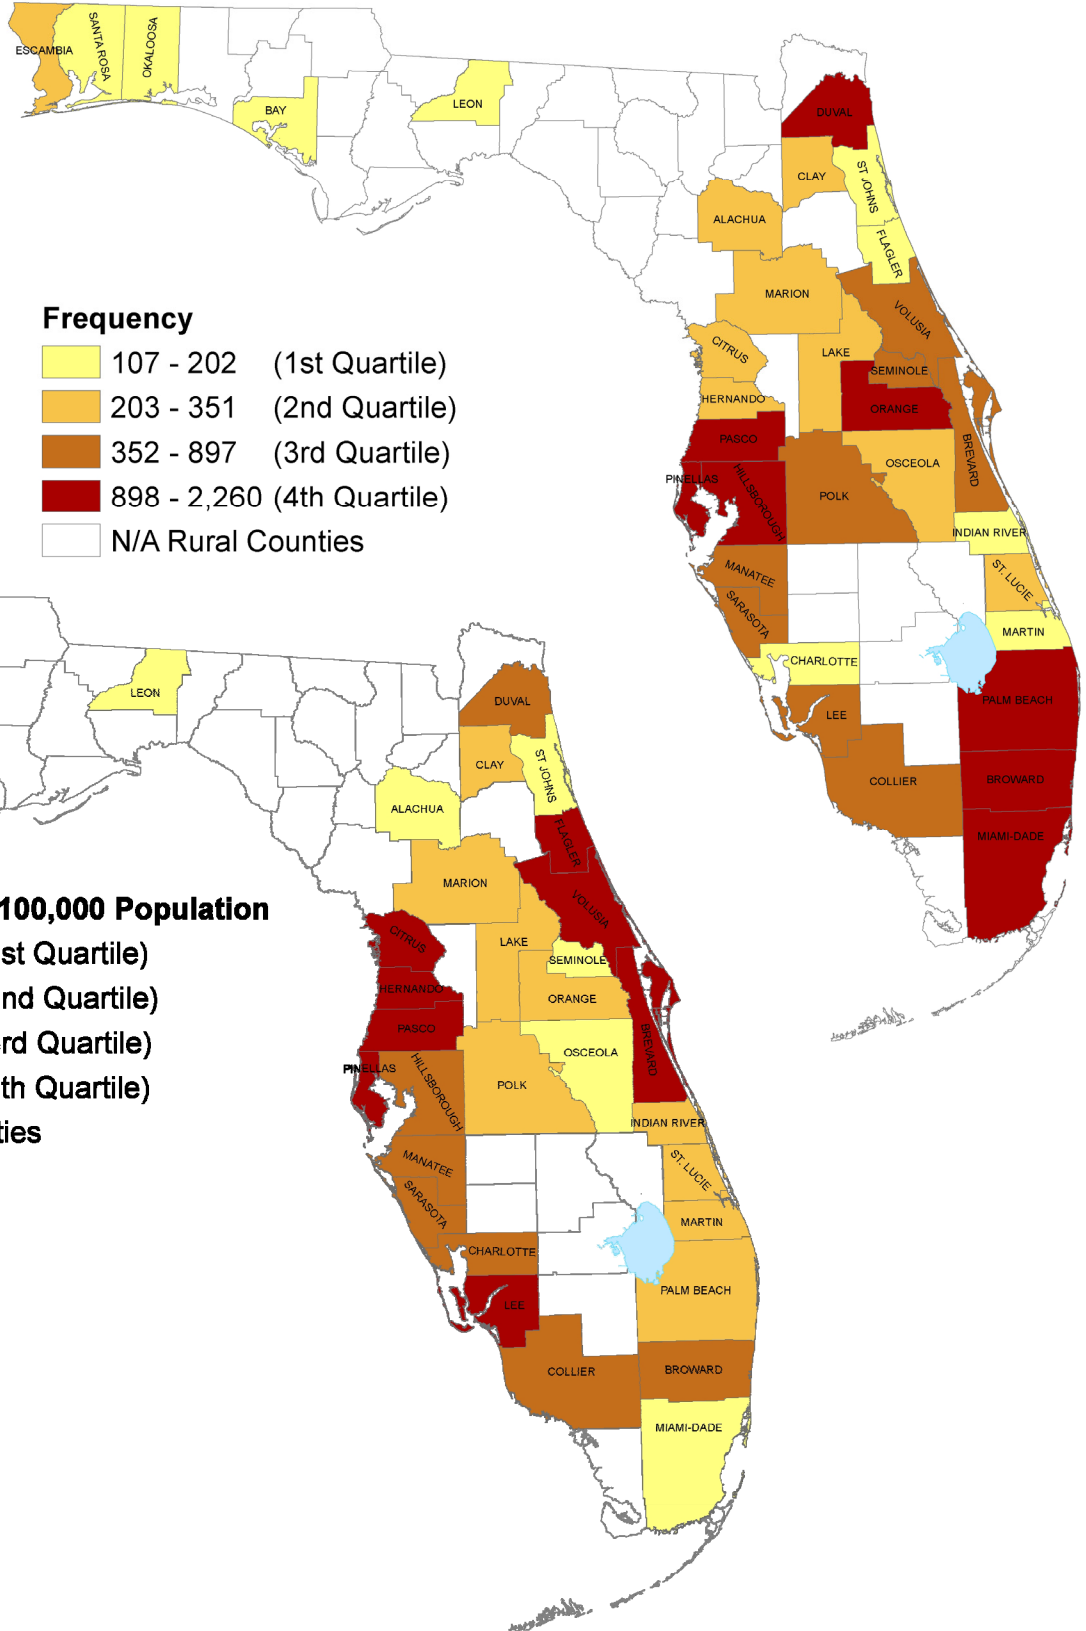 ESCAMBIA
SANTA ROSA
OKALOOSA
BAY
LEON
DUVAL
CLAY
ST JOHNS
ALACHUA
FLAGLER
MARION
VOLUSIA
CITRUS
LAKE
SEMINOLE
HERNANDO
ORANGE
PASCO
BREVARD
OSCEOLA
PINELLAS
HILLSBOROUGH
POLK
INDIAN RIVER
MANATEE
ST. LUCIE
SARASOTA
MARTIN
CHARLOTTE
PALM BEACH
LEE
COLLIER
BROWARD
MIAMI-DADE
Frequency
107 - 202 (1st Quartile)
203 - 351 (2nd Quartile)
352 - 897 (3rd Quartile)
898 - 2,260 (4th Quartile)
N/A Rural Counties
LEON
DUVAL
CLAY
ST JOHNS
ALACHUA
FLAGLER
MARION
VOLUSIA
CITRUS
LAKE
SEMINOLE
HERNANDO
ORANGE
PASCO
BREVARD
OSCEOLA
PINELLAS
HILLSBOROUGH
POLK
INDIAN RIVER
MANATEE
ST. LUCIE
SARASOTA
MARTIN
CHARLOTTE
PALM BEACH
LEE
COLLIER
BROWARD
MIAMI-DADE
100,000 Population
st Quartile)
nd Quartile)
rd Quartile)
th Quartile)
ties